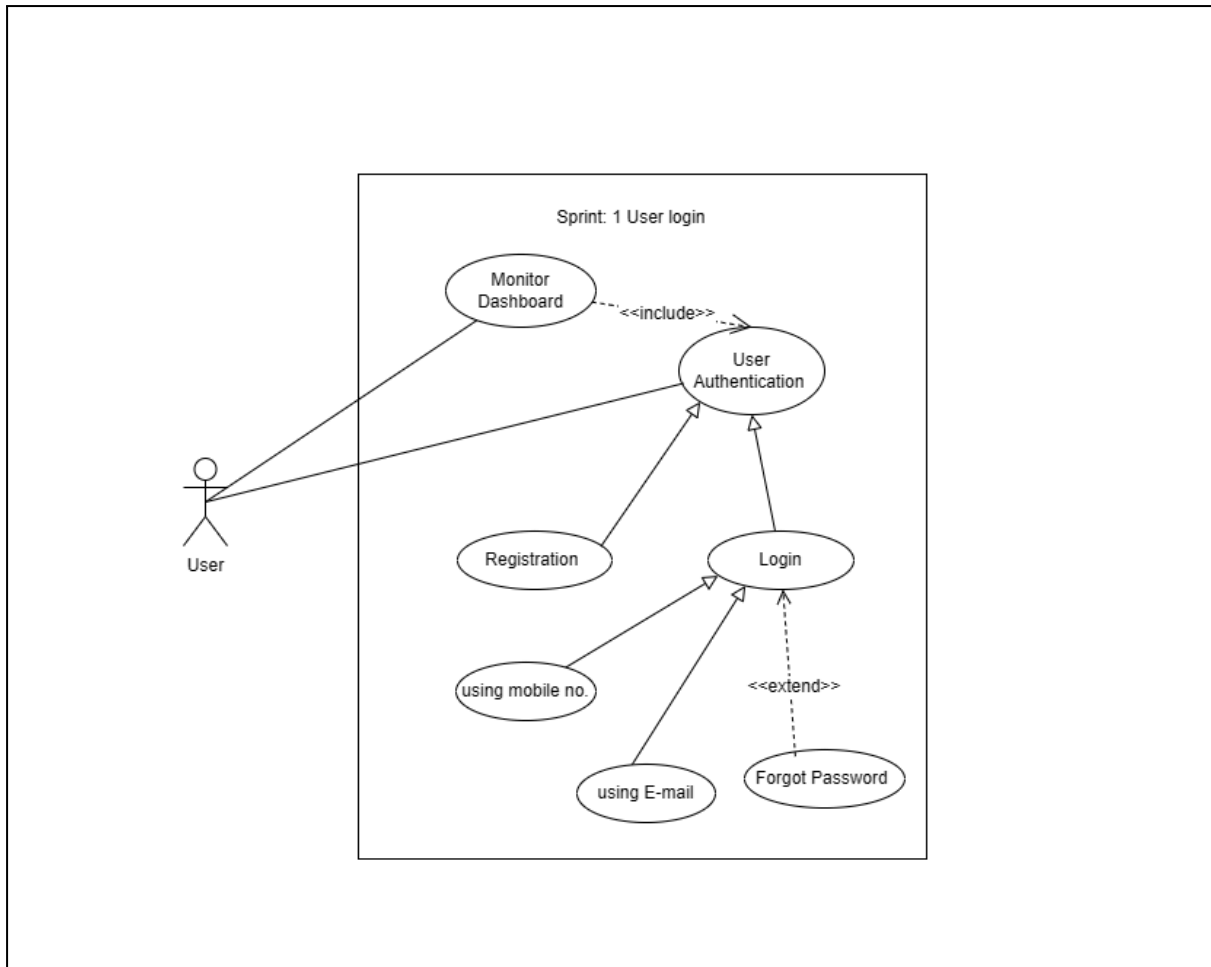 Sprint: 1 User login
Monitor
Dashboard
<<include>>
User
Authentication
User
Registration
Login
using mobile no.
<<extend>>
Forgot Password
using E-mail